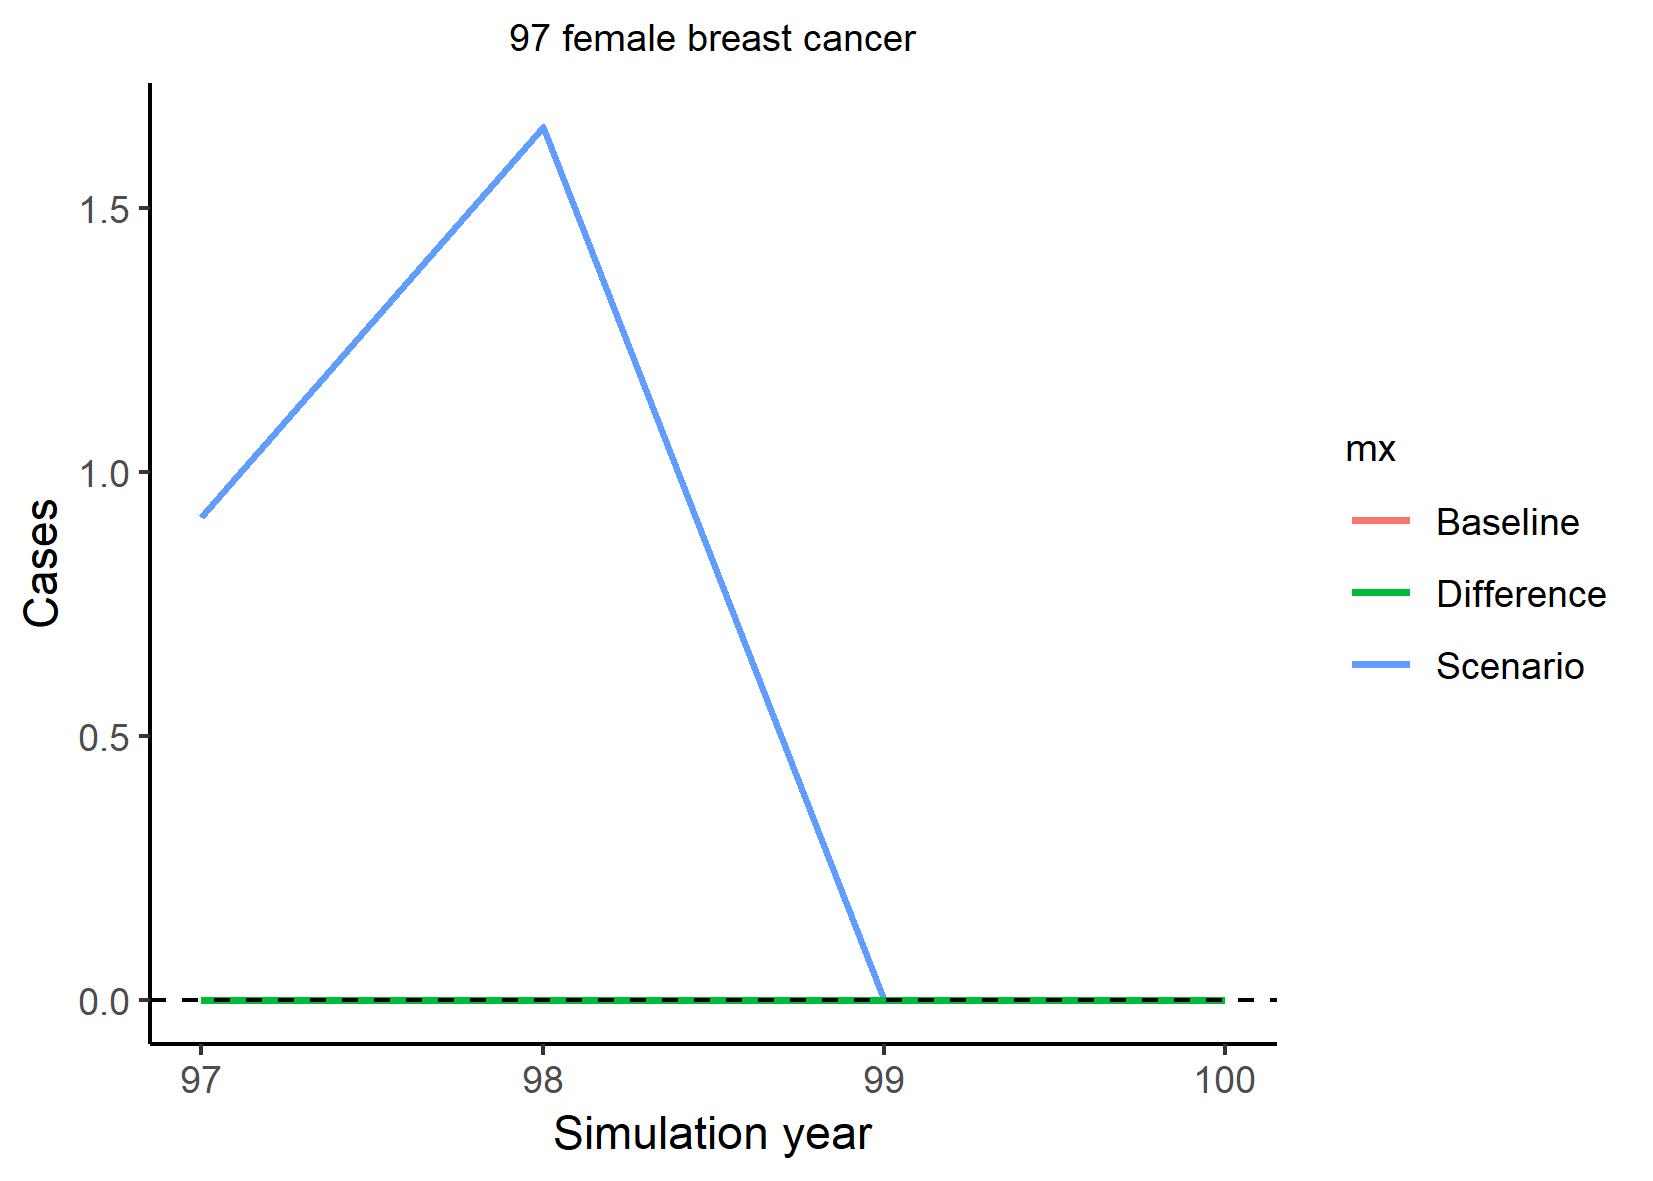 97 female breast cancer
Cases
1.5
1.0
0.5
0.0
97 98 99 100
Simulation year
mx
Baseline
Difference
Scenario